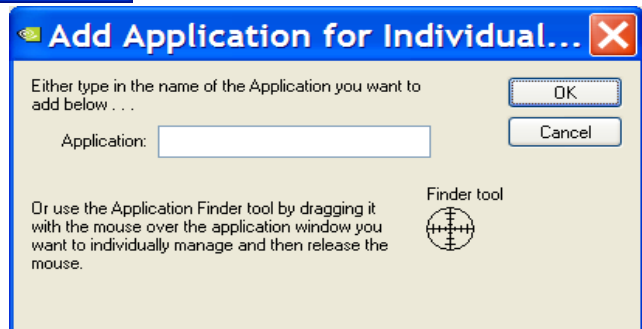 Add Application for Individual...
Either type in the name of the Application you want to
add below . . .
OK
Application:
Cancel
Finder tool
Or use the Application Finder tool by dragging it
with the mouse over the application window you
want to individually manage and then release the
mouse.